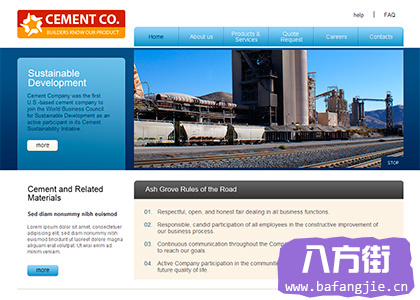 CEMENT CO.
BUILDERS KNOW OUR PRODUCT
help | FAQ
Home
About us
Products & Services
Quote Request
Careers
Contacts
Sustainable
Development
Cement Company was the first
U.S.-based cement company to
join the World Business Council
for Sustainable Development as an
active participant in its Cement
Sustainability Initiative.
more
STOP
Cement and Related
Materials
Sed diam nonummy nibh euismod
Lorem ipsum dolor sit amet, consectetuer
adipiscing elit, sed diam nonummy nibh
euismod tincidunt ut laoreet dolore magna
aliquam erat volutpat. Ut wisi enim ad
minim veniam.
more
Ash Grove Rules of the Road
01. Respectful, open, and honest fair dealing in all business functions.
02. Responsible, candid participation of all employees in the constructive improvement of
our business process.
03. Continuous communication throughout the Company
to reach our goals
04. Active Company participation in the communities
future quality of life
八方街
www.bafangjie.cn